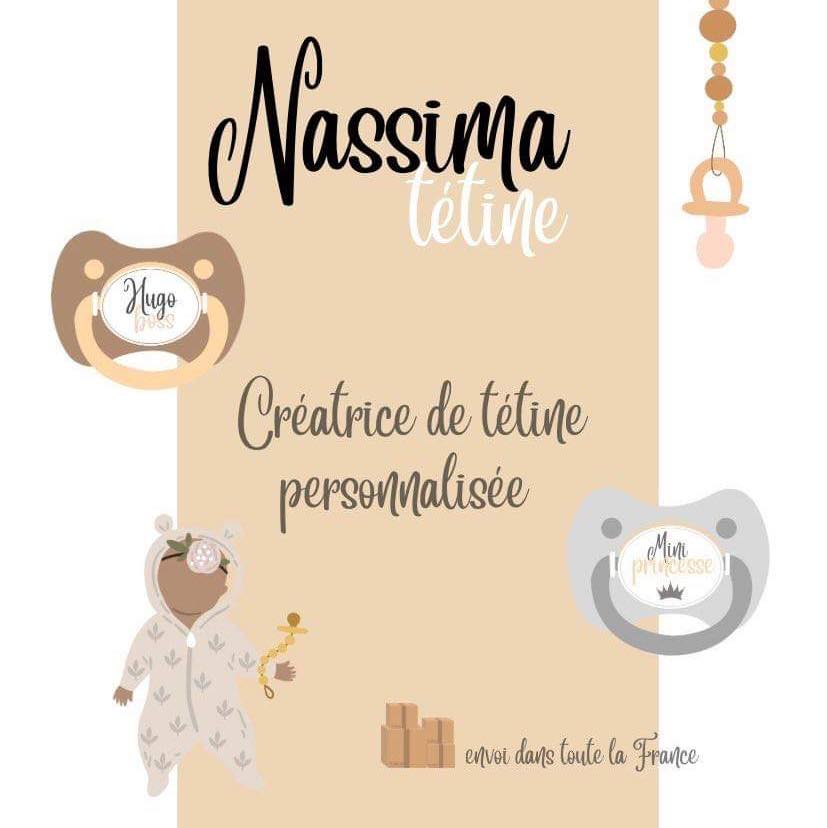 Nassima
tétine
Hugo
boss
Créatrice de tétine
personnalisée
Mini
princesse
envoi dans toute la France